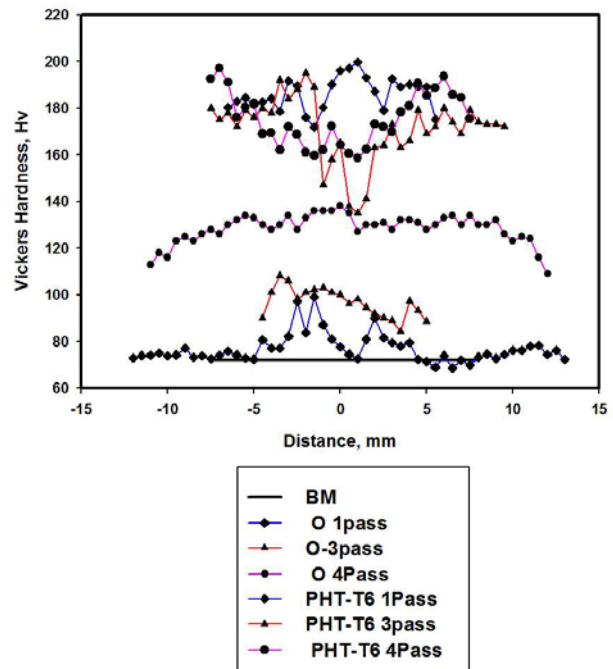 220
200
180
160
140
120
100
80
60
Vickers Hardness, Hv
-15 -10 -5 0 5 10 15
Distance, mm
BM
O 1pass
O-3pass
O 4Pass
PHT-T6 1Pass
PHT-T6 3pass
PHT-T6 4Pass